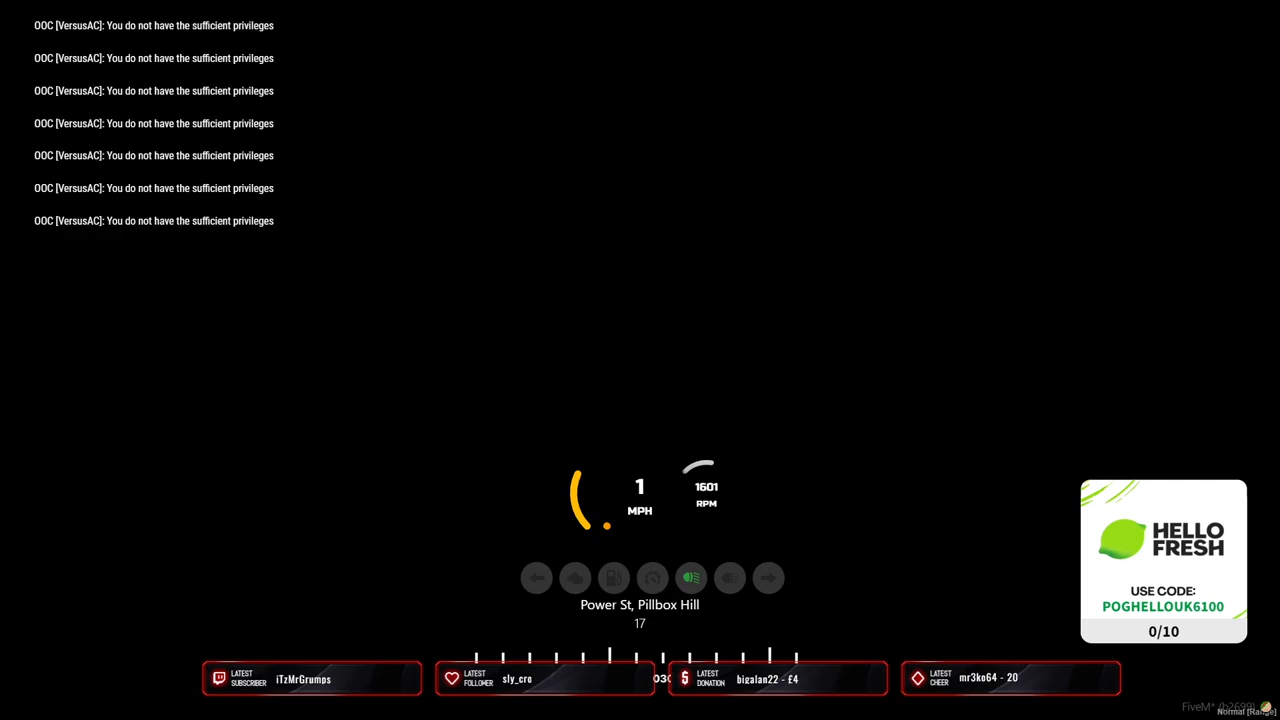 OOC [VersusAC]: You do not have the sufficient privileges
OOC [VersusAC]: You do not have the sufficient privileges
OOC [VersusAC]: You do not have the sufficient privileges
OOC [VersusAC]: You do not have the sufficient privileges
OOC [VersusAC]: You do not have the sufficient privileges
OOC [VersusAC]: You do not have the sufficient privileges
OOC [VersusAC]: You do not have the sufficient privileges
1
MPH
1601
RPM
HELLO
FRESH
USE CODE:
POGHELLOUK6100
0/10
Power St, Pillbox Hill
17
LATEST
SUBSCRIBER
iTzMrGrumps
LATEST
FOLLOWER
sly_cro
LATEST
DONATION
bigalan22 - £4
LATEST
CHEER
mr3ko64 - 20
FiveM* (b2699)
Normal [Range]